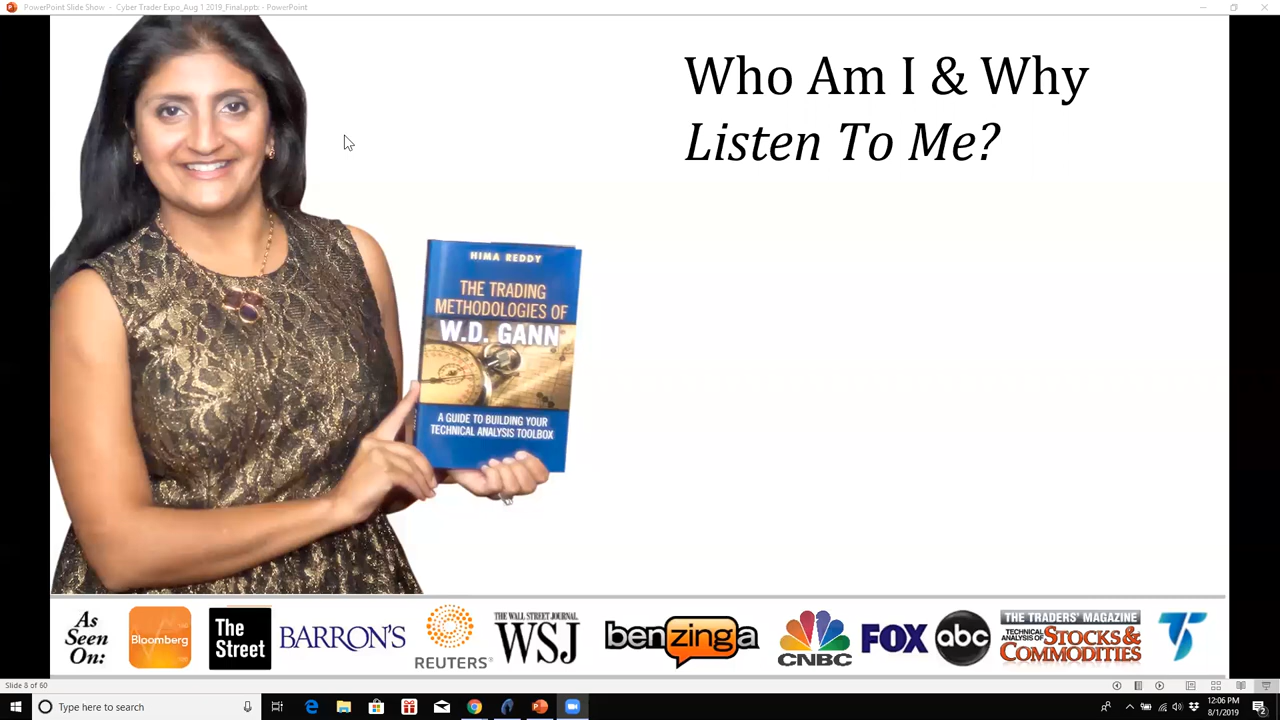 PowerPoint Slide Show - Cyber Trader Expo_Aug 1 2019_Final.pptx - PowerPoint
Who Am I & Why
Listen To Me?
HIMA REDDY
THE TRADING
METHODOLOGIES OF
W.D. GANN
A GUIDE TO BUILDING YOUR
TECHNICAL ANALYSIS TOOLBOX
As
Seen
On:
Bloomberg
The
Street
BARRON'S
REUTERS
THE WALL STREET JOURNAL
WSJ
benzinga
CNBC
FOX
abc
THE TRADERS' MAGAZINE
TECHNICAL
ANALYSIS OF
STOCKS &
COMMODITIES
Slide 8 of 60
Type here to search
12:06 PM
8/1/2019
2